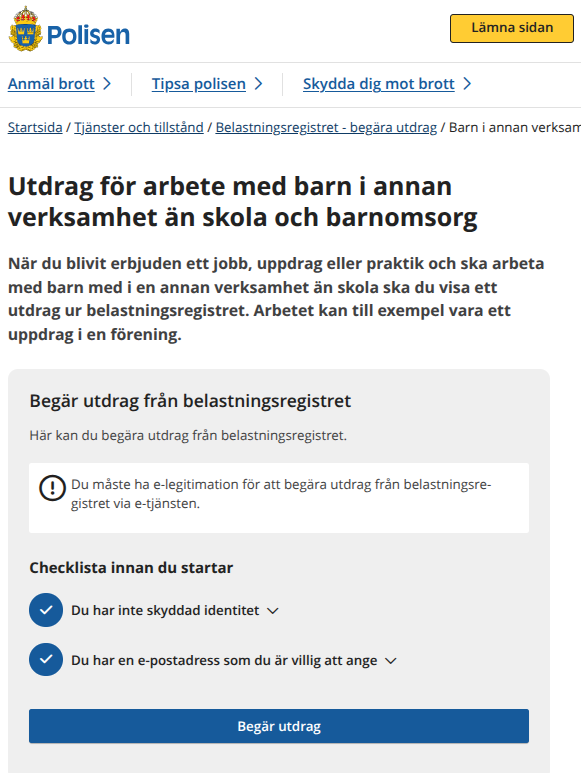 Polisen
Lämna sidan
Anmäl brott
Tipsa polisen
Skydda dig mot brott
Startsida / Tjänster och tillstånd / Belastningsregistret - begära utdrag / Barn i annan verksam
Utdrag för arbete med barn i annan
verksamhet än skola och barnomsorg
När du blivit erbjuden ett jobb, uppdrag eller praktik och ska arbeta
med barn med i en annan verksamhet än skola ska du visa ett
utdrag ur belastningsregistret. Arbetet kan till exempel vara ett
uppdrag i en förening.
Begär utdrag från belastningsregistret
Här kan du begära utdrag från belastningsregistret.
Du måste ha e-legitimation för att begära utdrag från belastningsre-
gistret via e-tjänsten.
Checklista innan du startar
Du har inte skyddad identitet
Du har en e-postadress som du är villig att ange
Begär utdrag